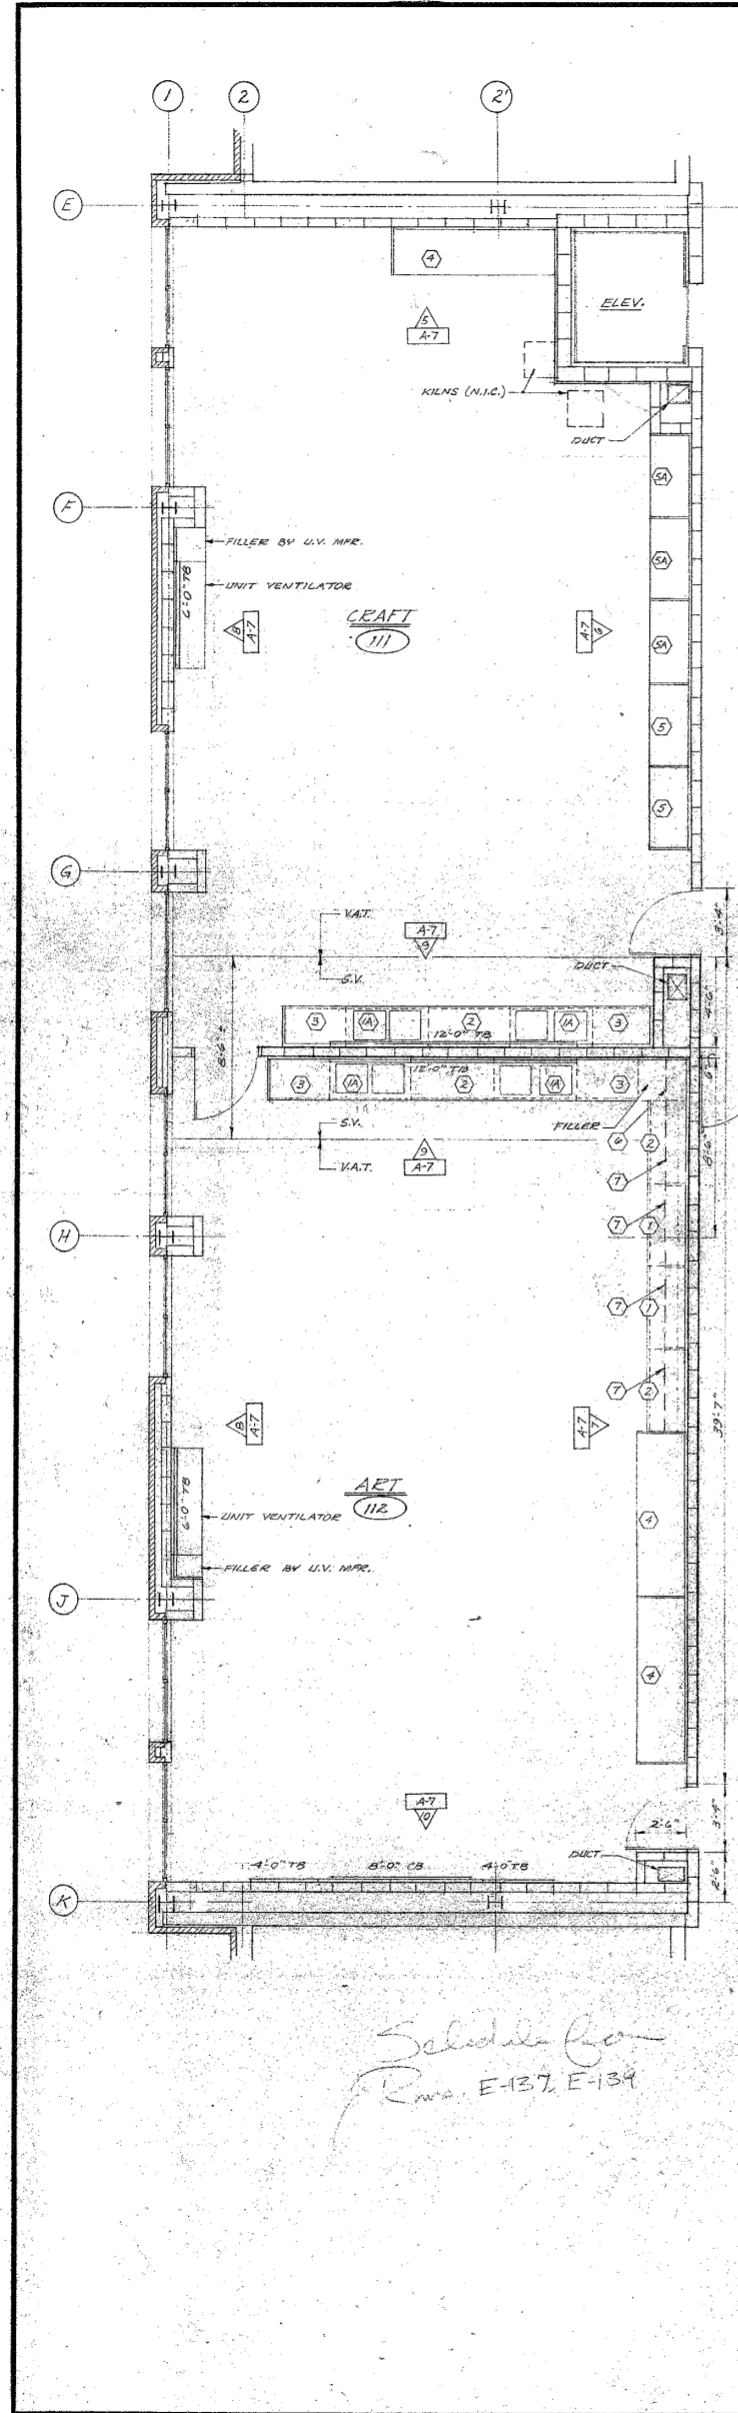 1
2
2'
E
4
ELEV.
5
A-7
KILNS (N.I.C.)
DUCT
5A
F
FILLER BY U.V. MFR.
5A
UNIT VENTILATOR
6'-0" TB
CRAFT
111
8
A-7
A-7
6
5A
5
5
G
V.A.T.
A-7
9
3'-4"
S.V.
DUCT
4'-6"
3
1A
2
1A
3
12'-0" TB
8'-6"
12'-0" TB
3
1A
2
1A
3
6"
S.V.
FILLER
9
A-7
V.A.T.
6
2
8'-6"
7
H
7
1
7
1
7
2
39'-7"
8
A-7
A-7
7
ART
112
6'-0" TB
UNIT VENTILATOR
4
FILLER BY U.V. MFR.
J
4
A-7
10
2'-6"
3'-4"
4'-0" TB
8'-0" CB
4'-0 TB
DUCT
2'-6"
K
Rms. E-137, E-139